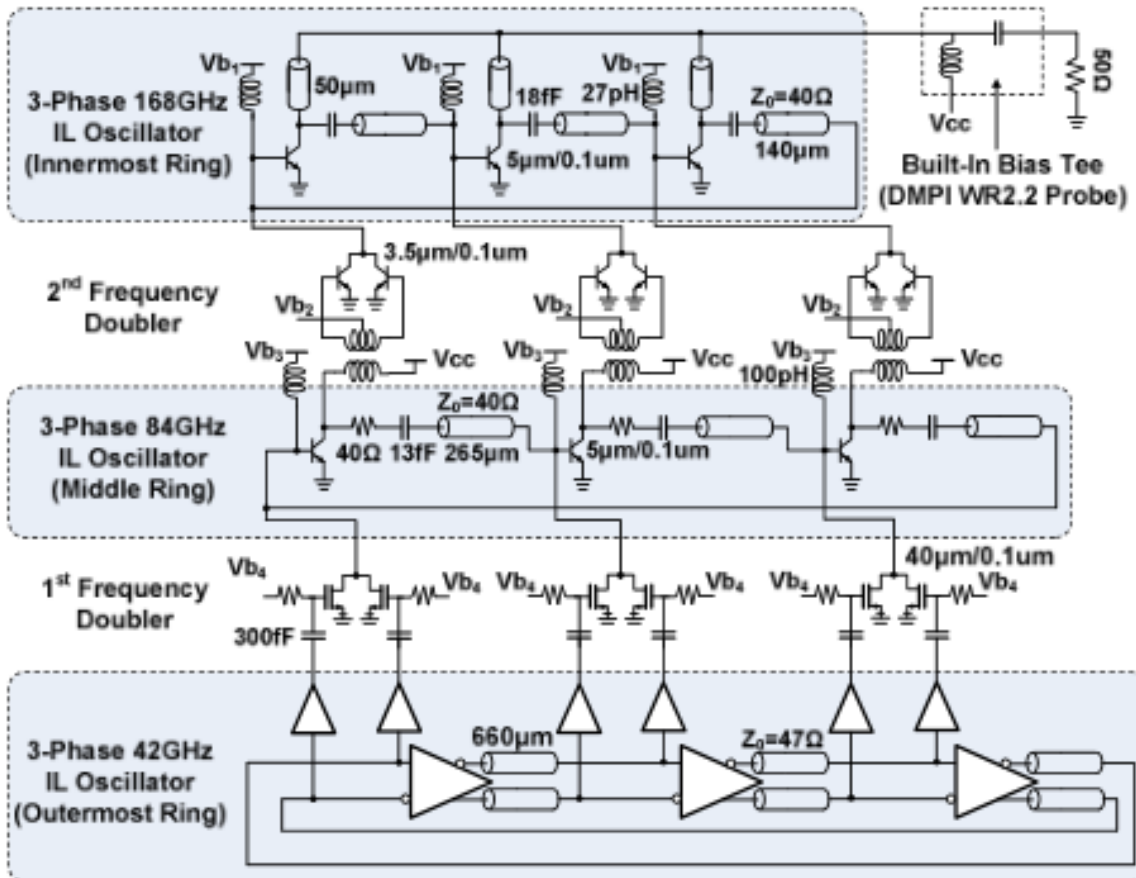 Vb₁
50µm
Vb₁
18fF
27pH
Vb₁
Z₀=40Ω
140µm
5µm/0.1um
3-Phase 168GHz
IL Oscillator
(Innermost Ring)
Vcc
50Ω
Built-In Bias Tee
(DMPI WR2.2 Probe)
3.5µm/0.1um
2nd Frequency
Doubler
Vb₂
Vb₂
Vb₂
Vb₃
Vcc
Vb₃
Vcc
Vb₃
100pH
Vcc
3-Phase 84GHz
IL Oscillator
(Middle Ring)
Z₀=40Ω
40Ω
13fF
265µm
5µm/0.1um
40µm/0.1um
1st Frequency
Doubler
Vb₄
Vb₄
Vb₄
Vb₄
Vb₄
Vb₄
300fF
3-Phase 42GHz
IL Oscillator
(Outermost Ring)
660µm
Z₀=47Ω